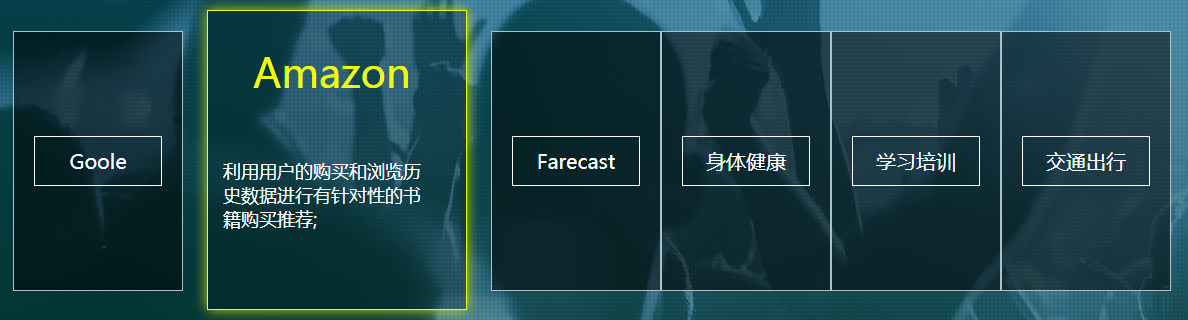 Goole
Amazon
利用用户的购买和浏览历
史数据进行有针对性的书
籍购买推荐;
Farecast
身体健康
学习培训
交通出行